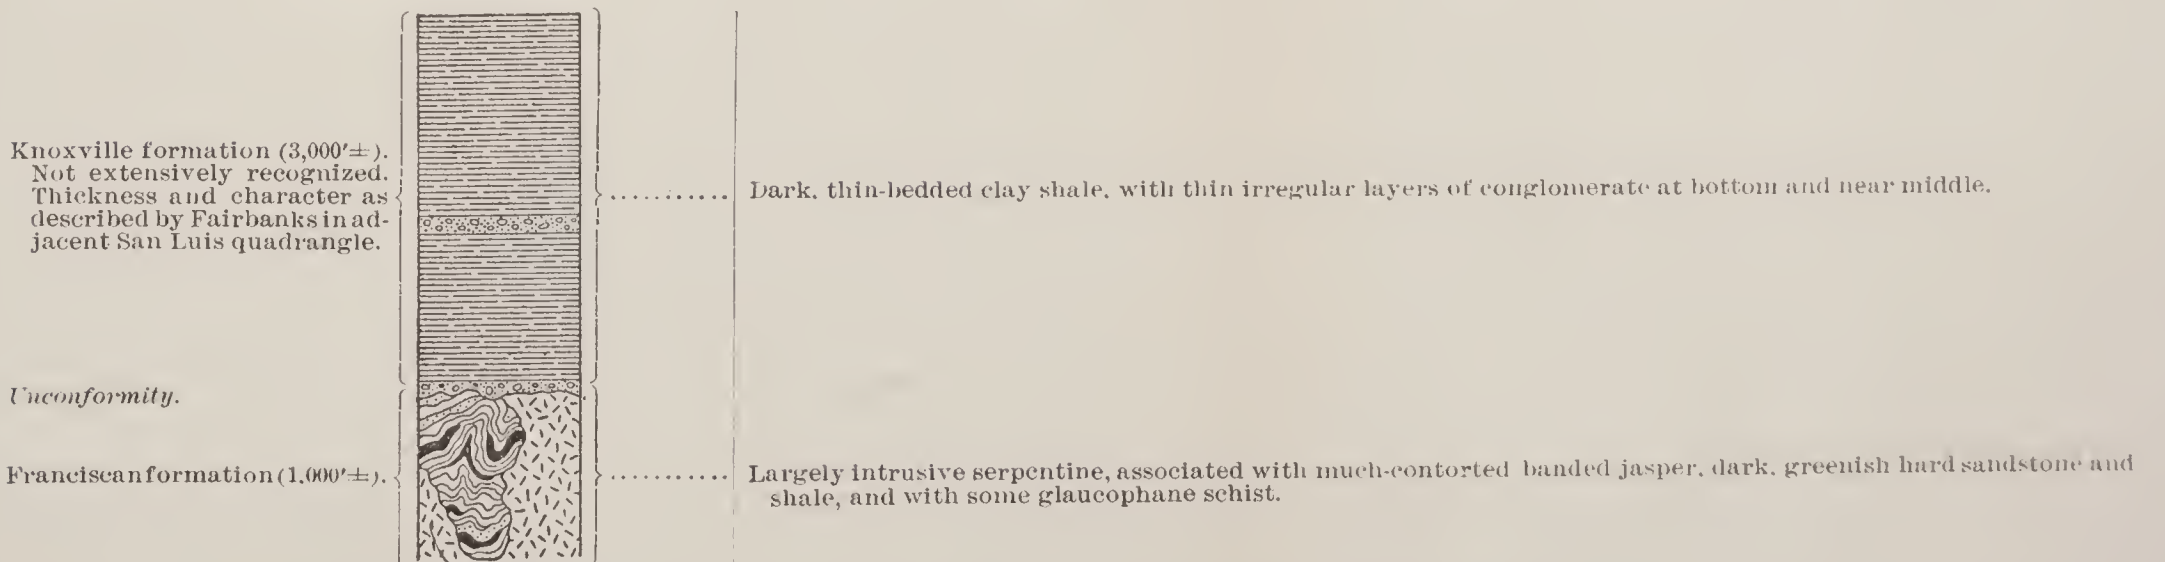 Knoxville formation (3,000'±).
Not extensively recognized.
Thickness and character as
described by Fairbanks in ad-
jacent San Luis quadrangle.
Dark, thin-bedded clay shale, with thin irregular layers of conglomerate at bottom and near middle.
Unconformity.
Franciscan formation (1,000'±).
Largely intrusive serpentine, associated with much-contorted banded jasper, dark, greenish hard sandstone and
shale, and with some glaucophane schist.